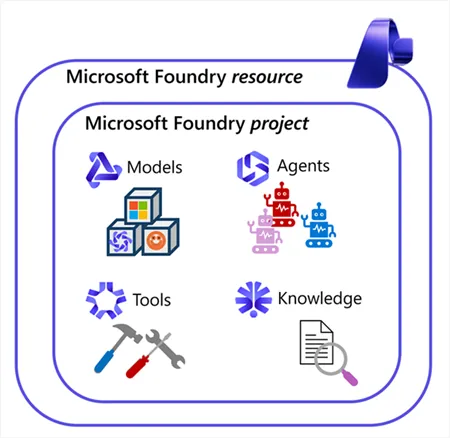 Microsoft Foundry resource
Microsoft Foundry project
Models
Agents
Tools
Knowledge